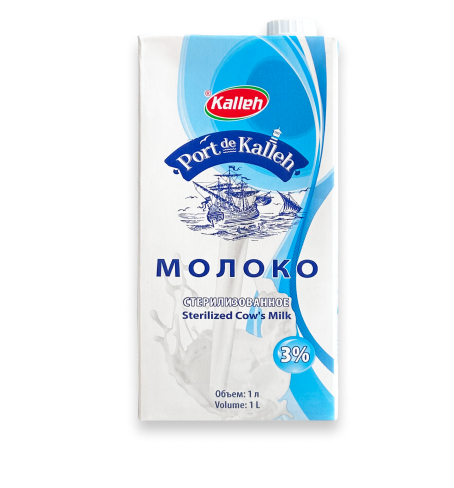 Kalleh
Port de Kalleh
МОЛОКО
СТЕРИЛИЗОВАННОЕ
Sterilized Cow's Milk
3%
Объем: 1 л
Volume: 1 L